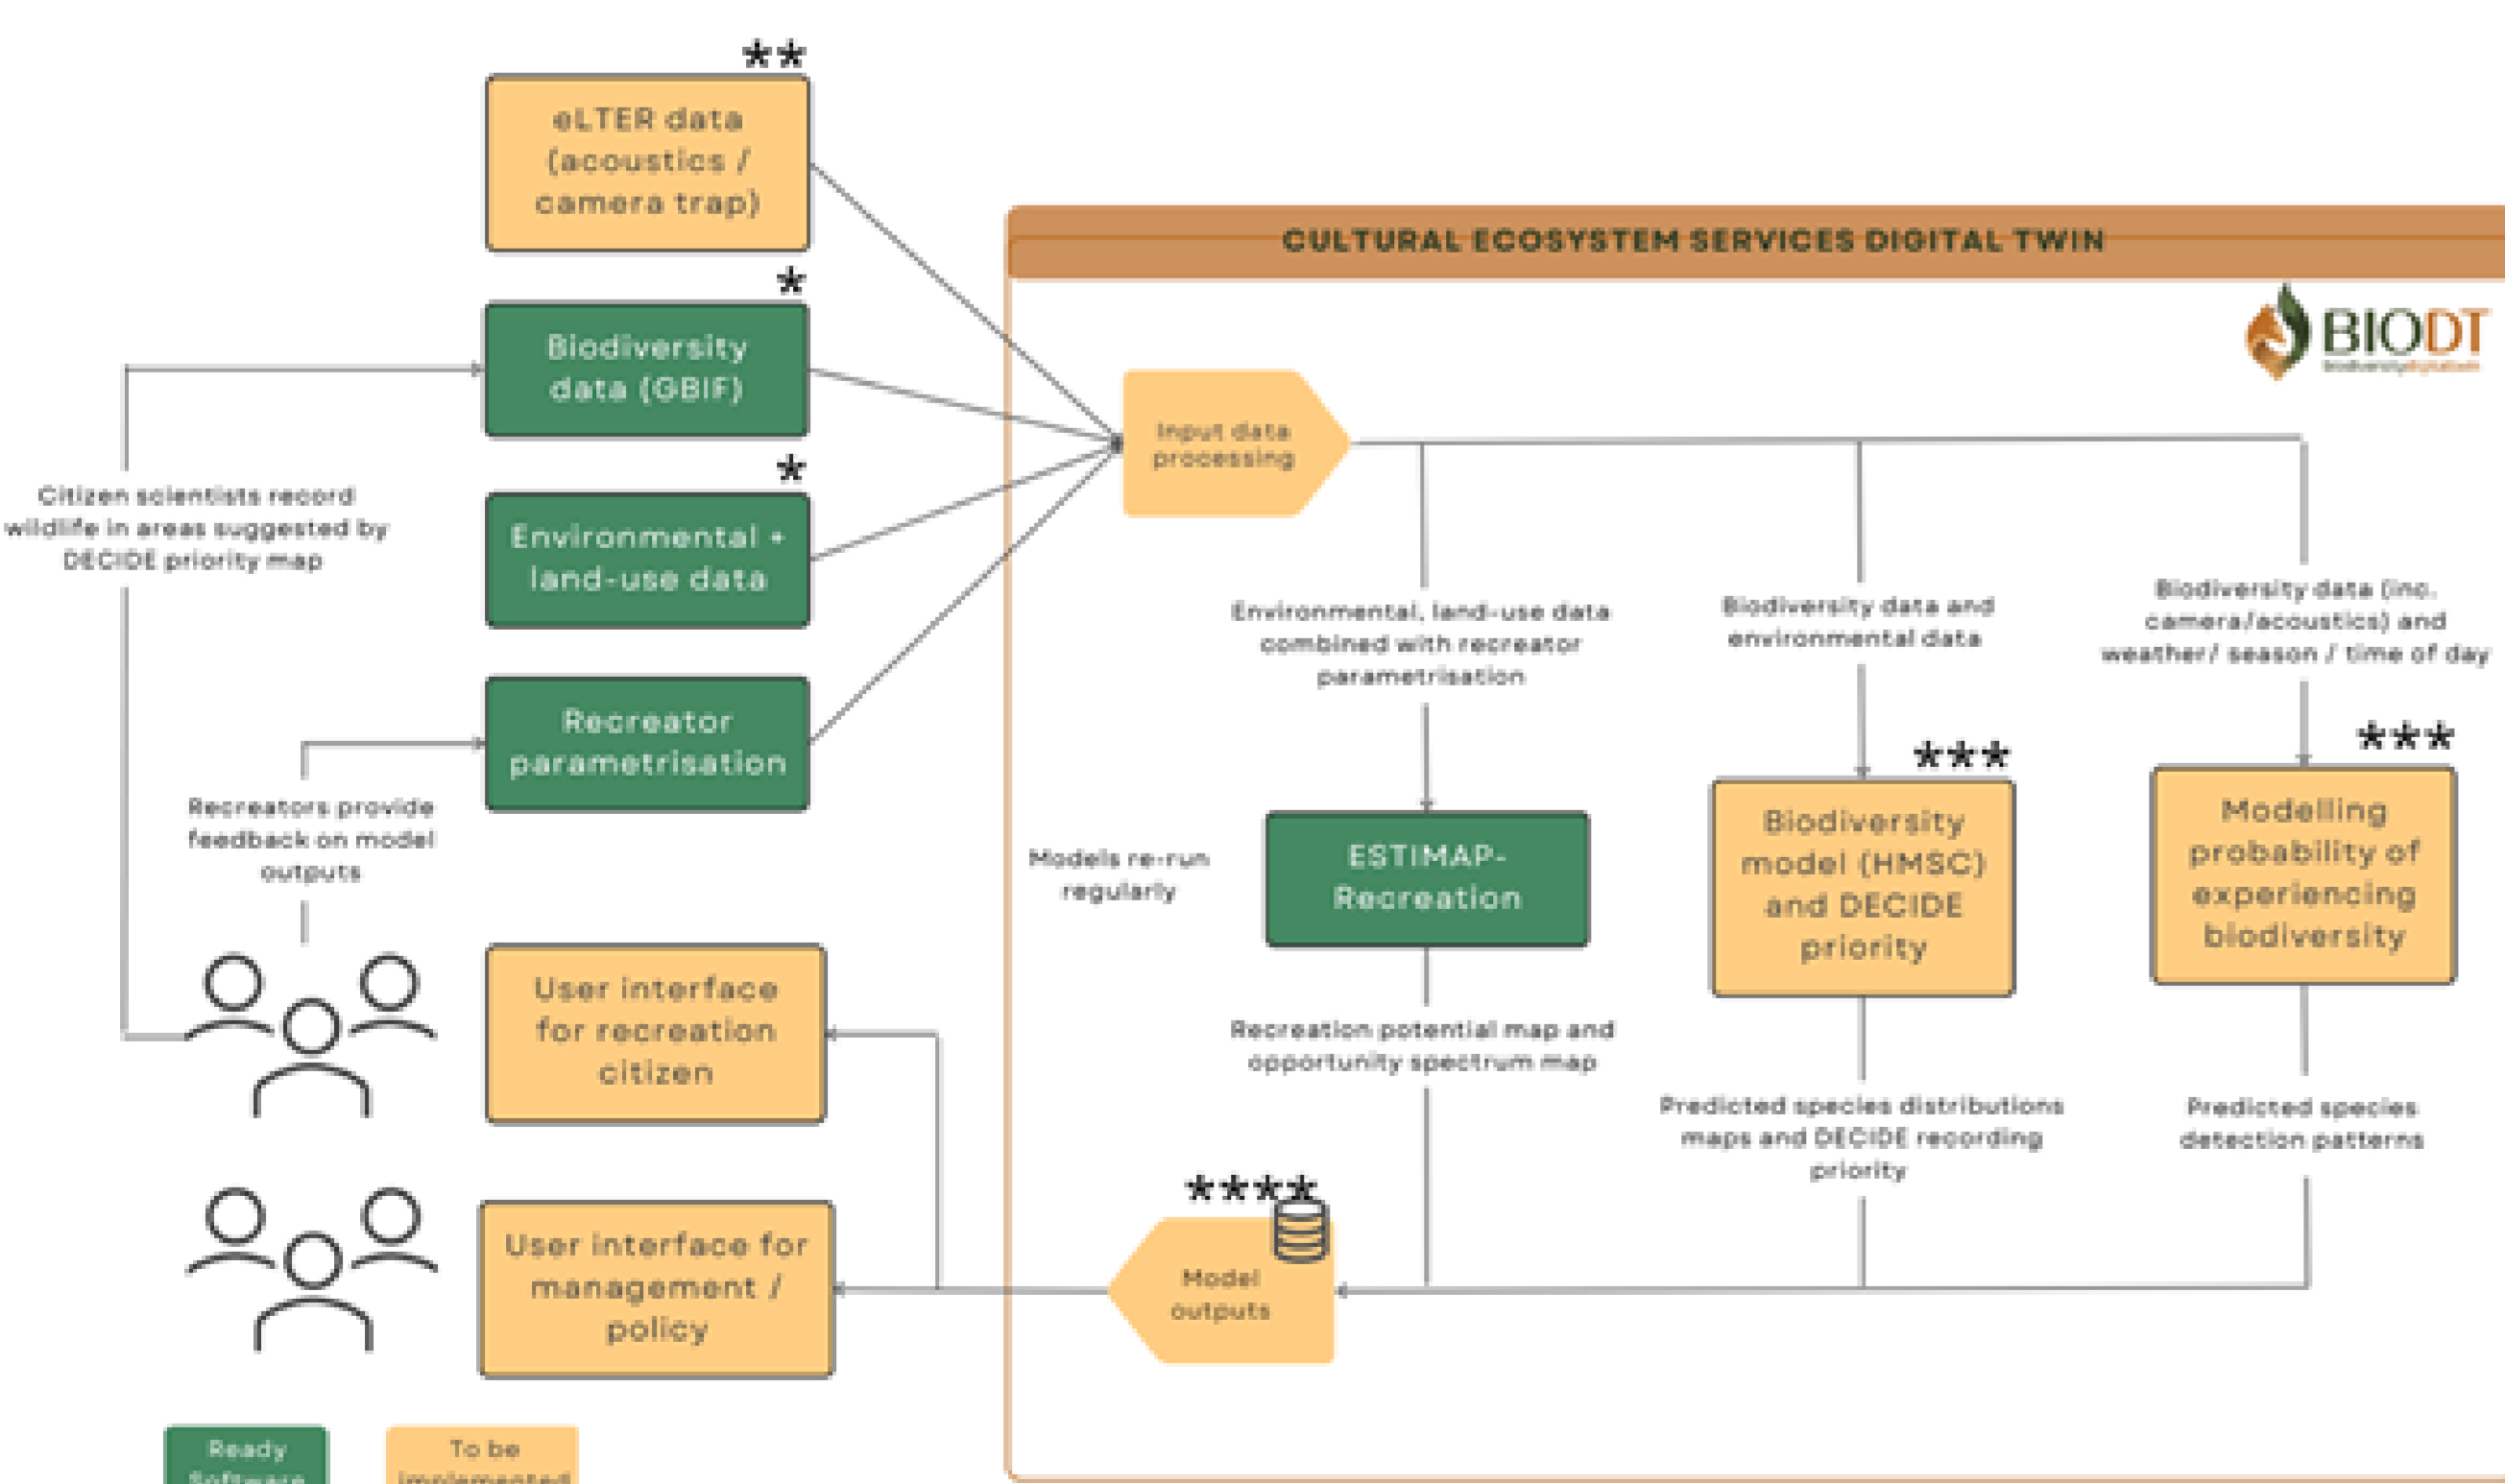 **
eLTER data
(acoustics /
camera trap)
*
Biodiversity
data (GBIF)
*
Environmental +
land-use data
Recreator
parametrisation
Citizen scientists record
wildlife in areas suggested by
DECIDE priority map
Recreators provide
feedback on model
outputs
User interface
for recreation
citizen
User interface for
management /
policy
Ready
Software
To be
implemented
CULTURAL ECOSYSTEM SERVICES DIGITAL TWIN
BIODT
Input data
processing
Environmental, land-use data
combined with recreator
parametrisation
Biodiversity data and
environmental data
Biodiversity data (inc.
camera/acoustics) and
weather/ season / time of day
Models re-run
regularly
ESTIMAP-
Recreation
***
Biodiversity
model (HMSC)
and DECIDE
priority
***
Modelling
probability of
experiencing
biodiversity
Recreation potential map and
opportunity spectrum map
Predicted species distributions
maps and DECIDE recording
priority
Predicted species
detection patterns
****
Model
outputs